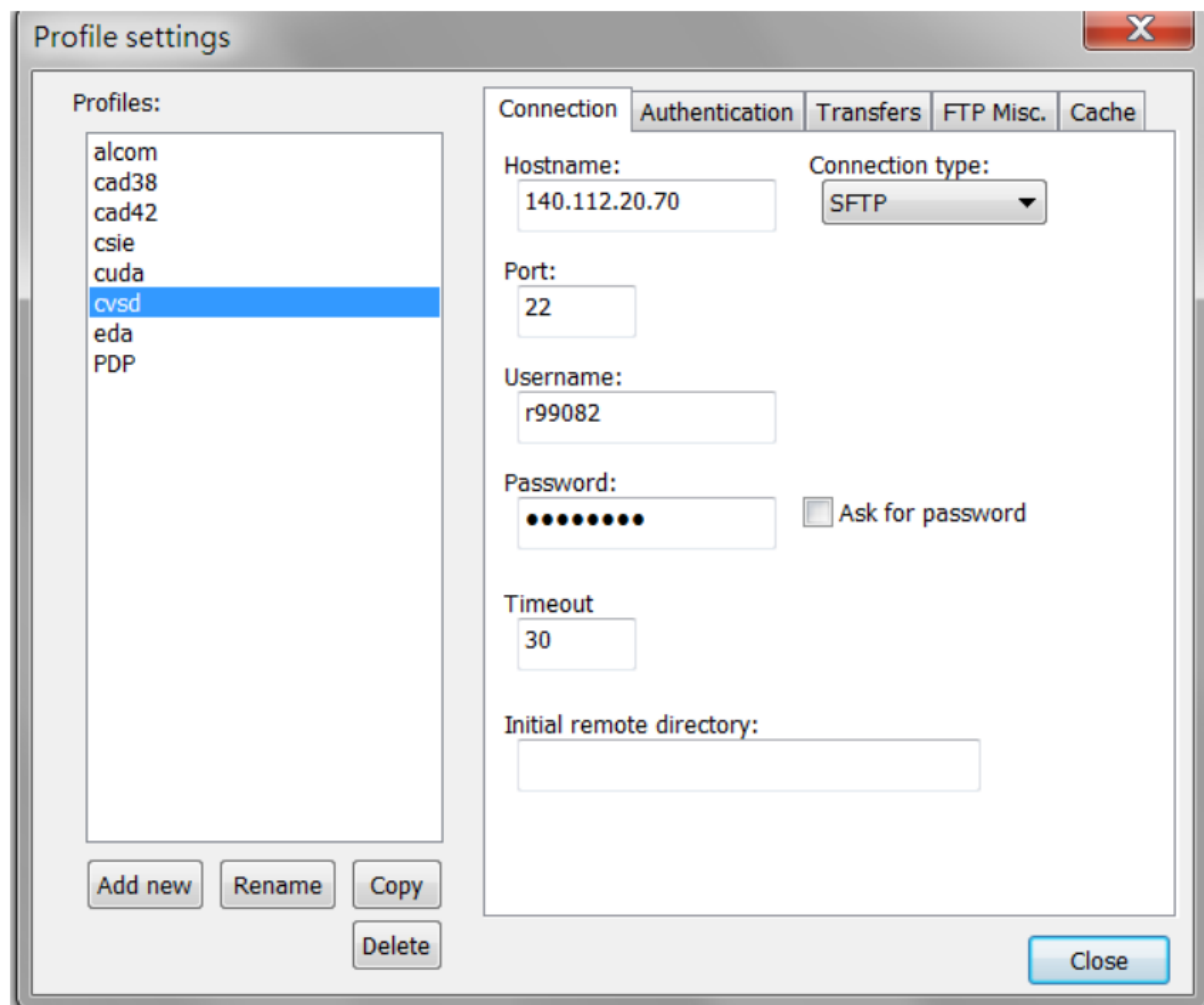 Profile settings
Profiles:
alcom
cad38
cad42
csie
cuda
cvsd
eda
PDP
Add new
Rename
Copy
Delete
Connection
Authentication
Transfers
FTP Misc.
Cache
Hostname:
140.112.20.70
Connection type:
SFTP
Port:
22
Username:
r99082
Password:
●●●●●●●●
Ask for password
Timeout
30
Initial remote directory:
Close